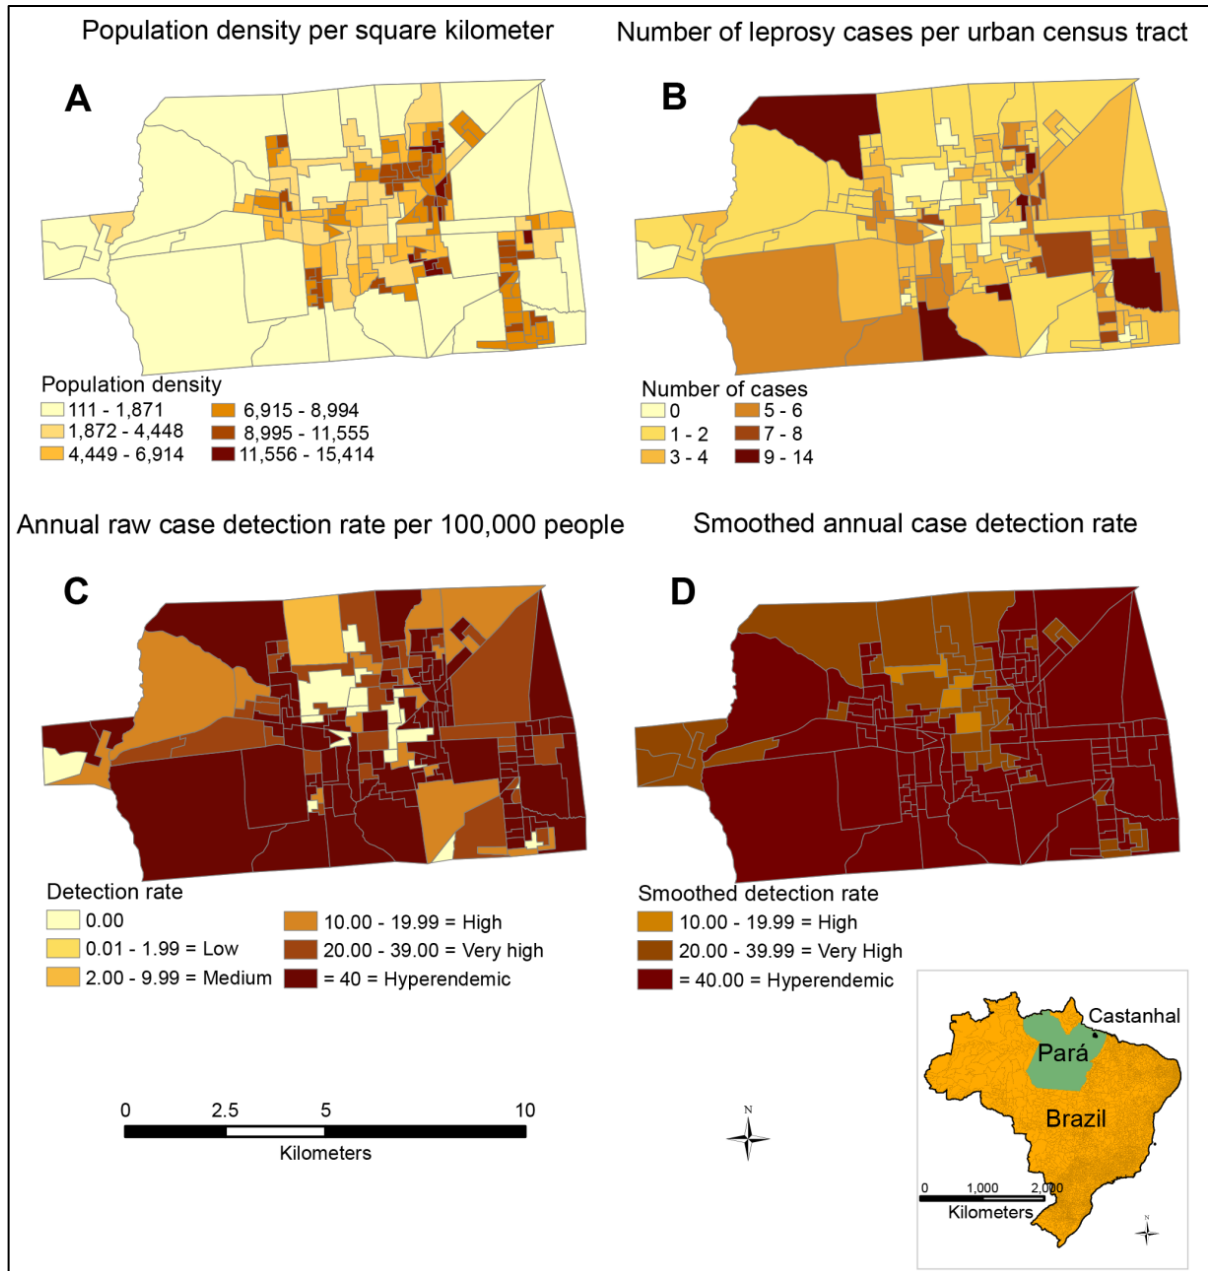 Population density per square kilometer
Number of leprosy cases per urban census tract
A
B
Population density
111 - 1,871
1,872 - 4,448
4,449 - 6,914
6,915 - 8,994
8,995 - 11,555
11,556 - 15,414
Number of cases
0
1 - 2
3 - 4
5 - 6
7 - 8
9 - 14
Annual raw case detection rate per 100,000 people
Smoothed annual case detection rate
C
D
Detection rate
0.00
0.01 - 1.99 = Low
2.00 - 9.99 = Medium
10.00 - 19.99 = High
20.00 - 39.00 = Very high
= 40 = Hyperendemic
Smoothed detection rate
10.00 - 19.99 = High
20.00 - 39.99 = Very High
= 40.00 = Hyperendemic
0 2.5 5 10
Kilometers
N
Castanhal
Pará
Brazil
0 1,000 2,000
Kilometers
N